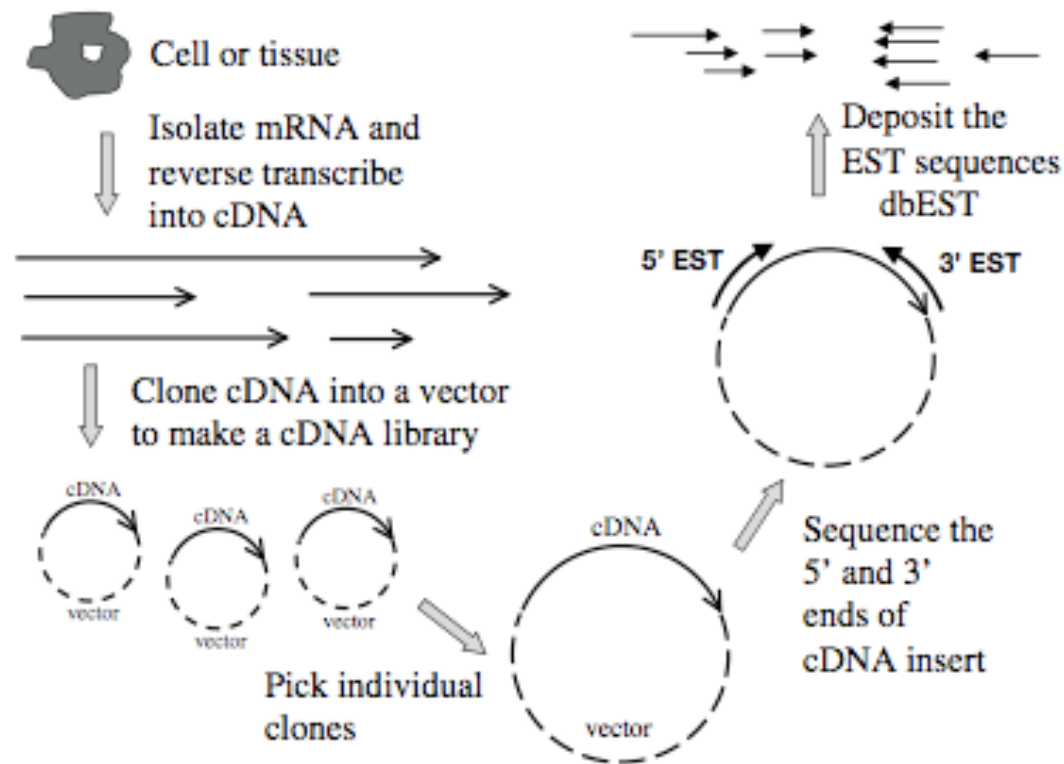 Cell or tissue
Isolate mRNA and
reverse transcribe
into cDNA
Clone cDNA into a vector
to make a cDNA library
cDNA
vector
cDNA
vector
cDNA
vector
Pick individual
clones
cDNA
vector
Sequence the
5’ and 3’
ends of
cDNA insert
5’ EST
3’ EST
Deposit the
EST sequences
dbEST